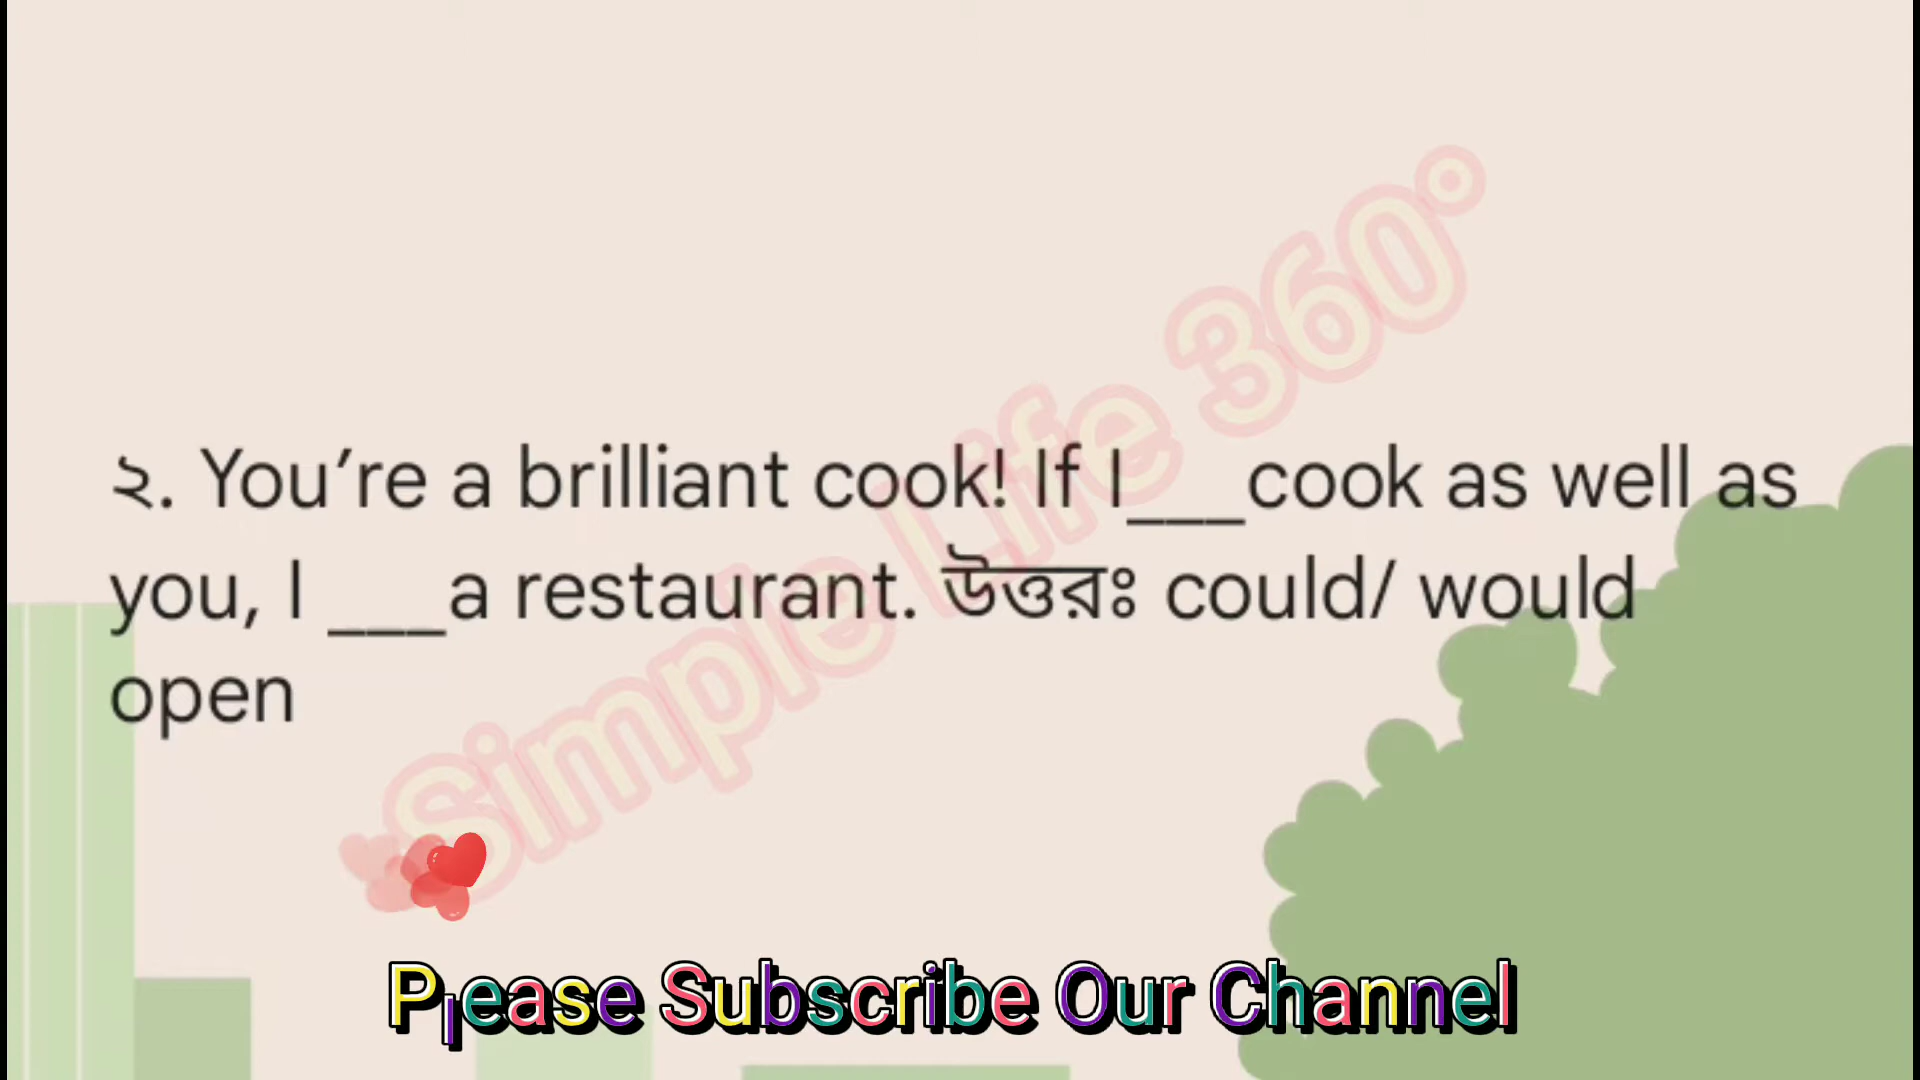 ২. You’re a brilliant cook! If I___cook as well as
you, I ___a restaurant. উত্তরঃ could/ would
open
Simple Life 360°
Please Subscribe Our Channel